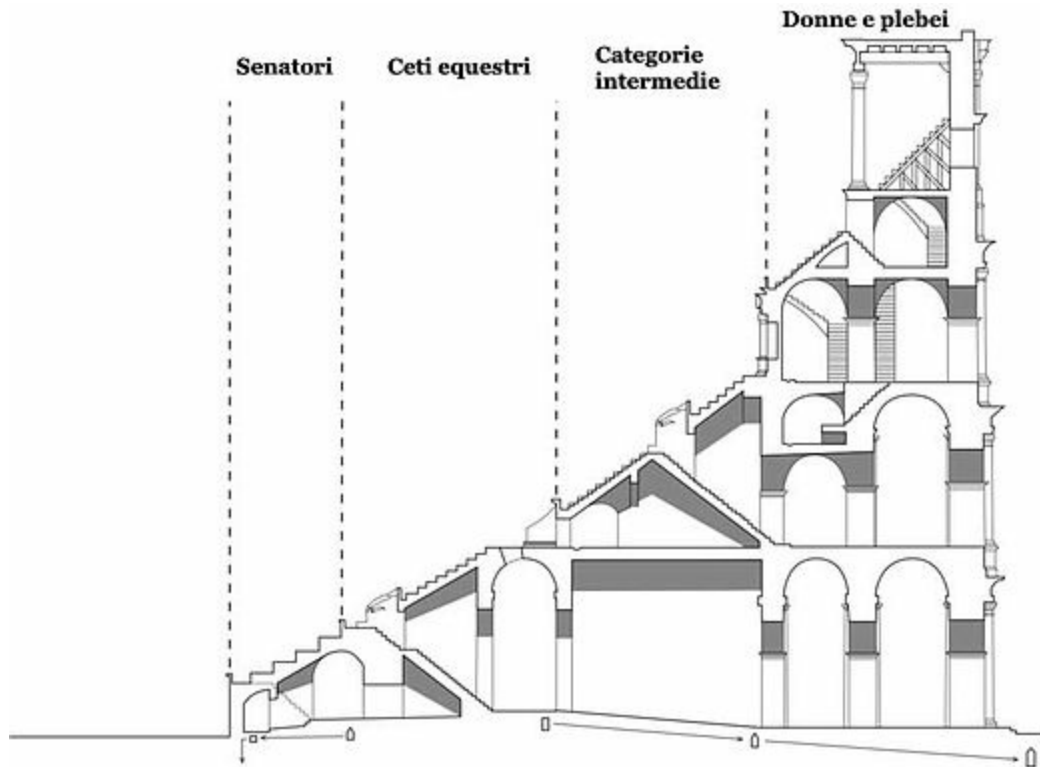 Senatori
Ceti equestri
Categorie
intermedie
Donne e plebei